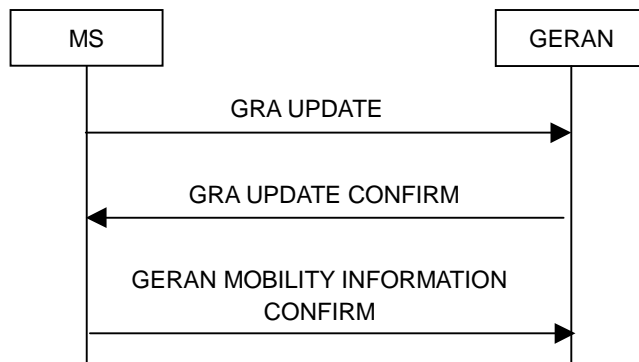 MS
GERAN
GRA UPDATE
GRA UPDATE CONFIRM
GERAN MOBILITY INFORMATION
CONFIRM